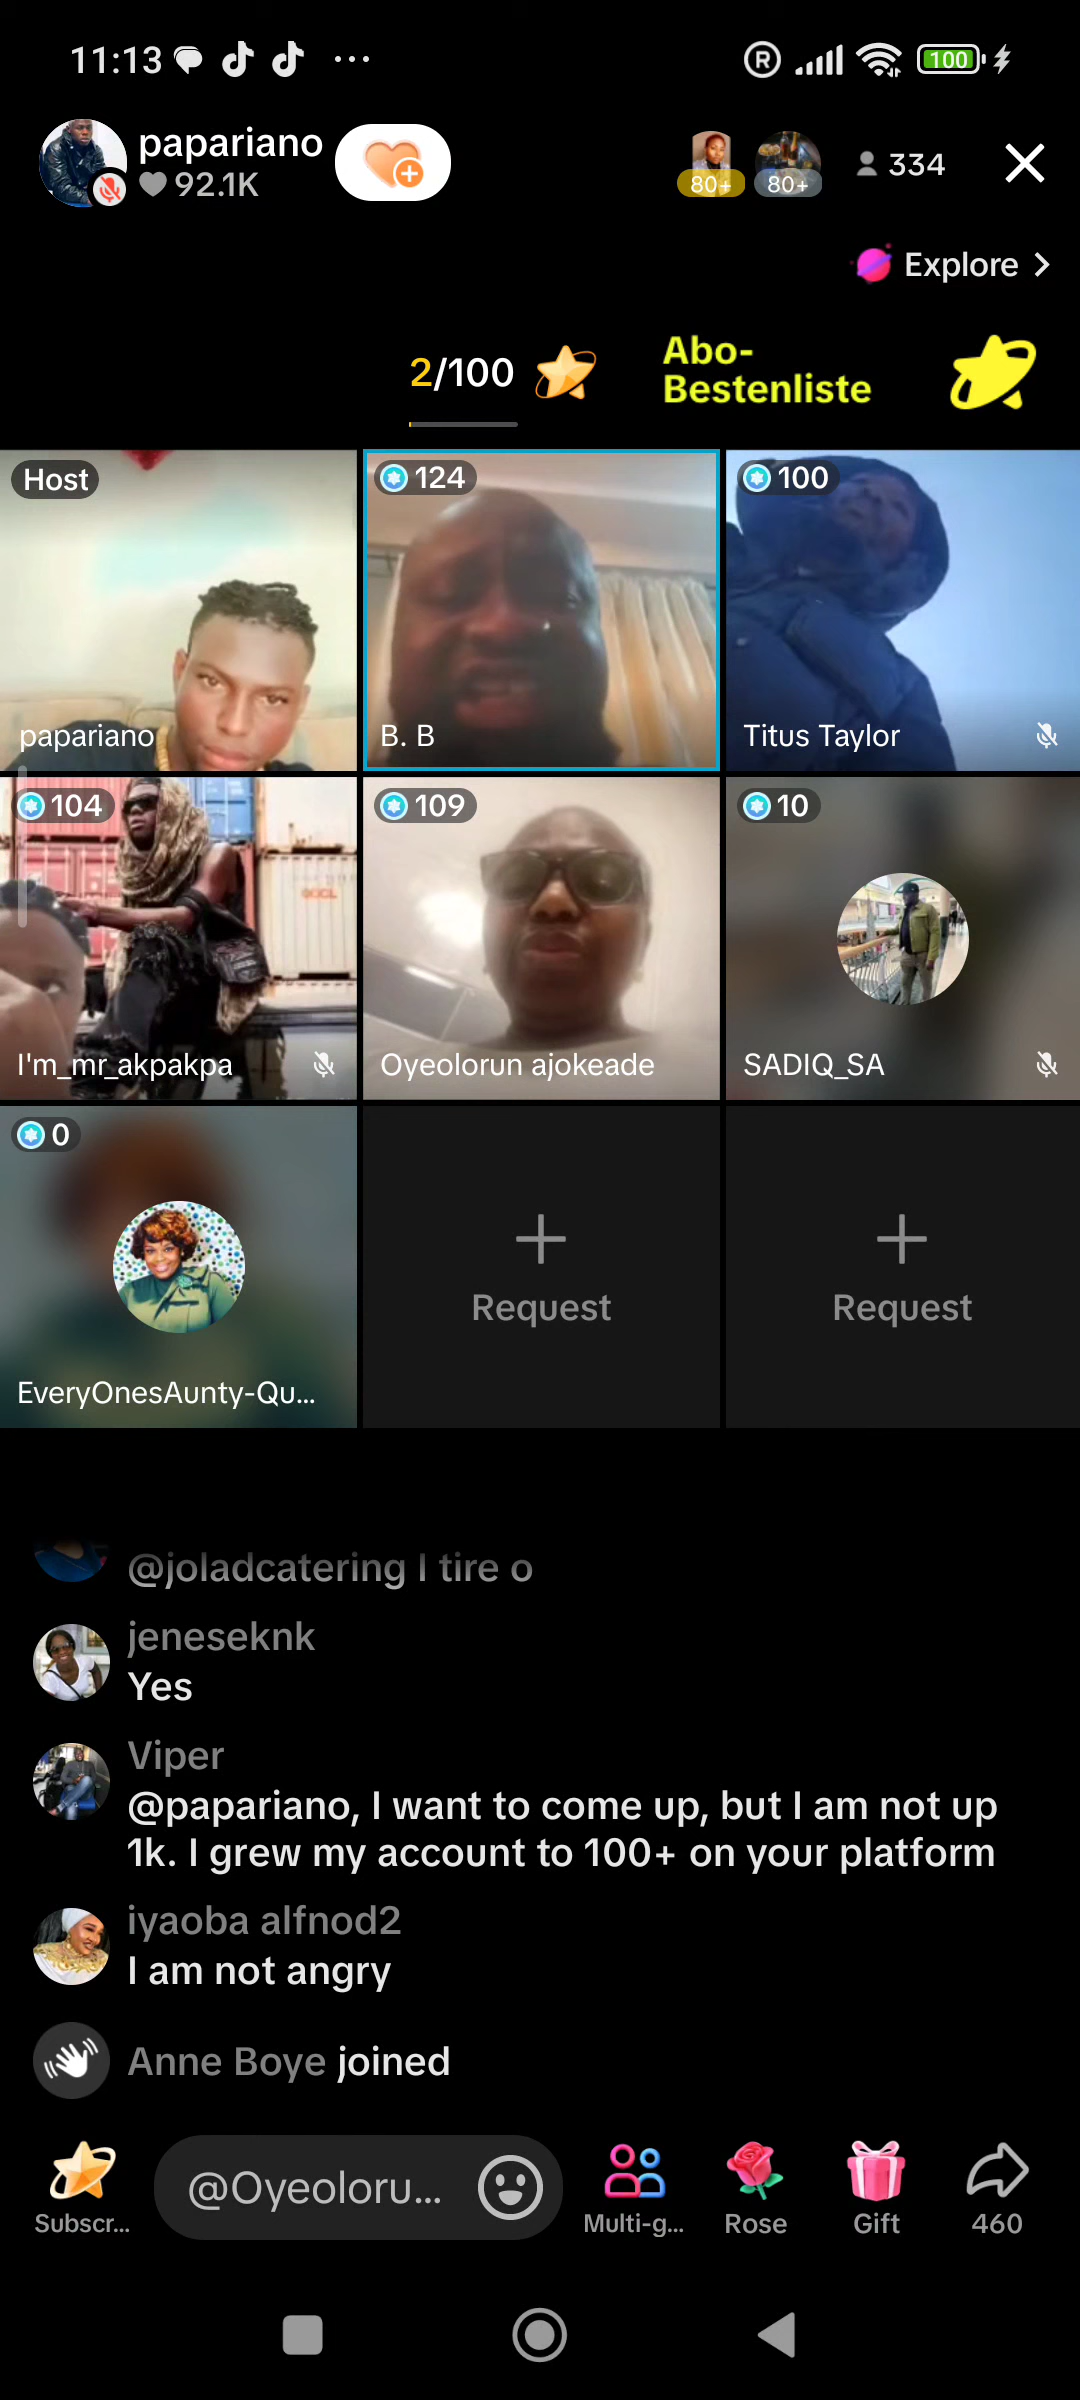 11:13
100
papariano
92.1K
80+
80+
334
Explore
2/100
Abo-
Bestenliste
Host
124
100
papariano
B. B
Titus Taylor
104
109
10
I'm_mr_akpakpa
Oyeolorun ajokeade
SADIQ_SA
0
Request
Request
EveryOnesAunty-Qu...
@joladcatering I tire o
jeneseknk
Yes
Viper
@papariano, I want to come up, but I am not up
1k. I grew my account to 100+ on your platform
iyaoba alfnod2
I am not angry
Anne Boye joined
@Oyeoloru...
Subscr...
Multi-g...
Rose
Gift
460